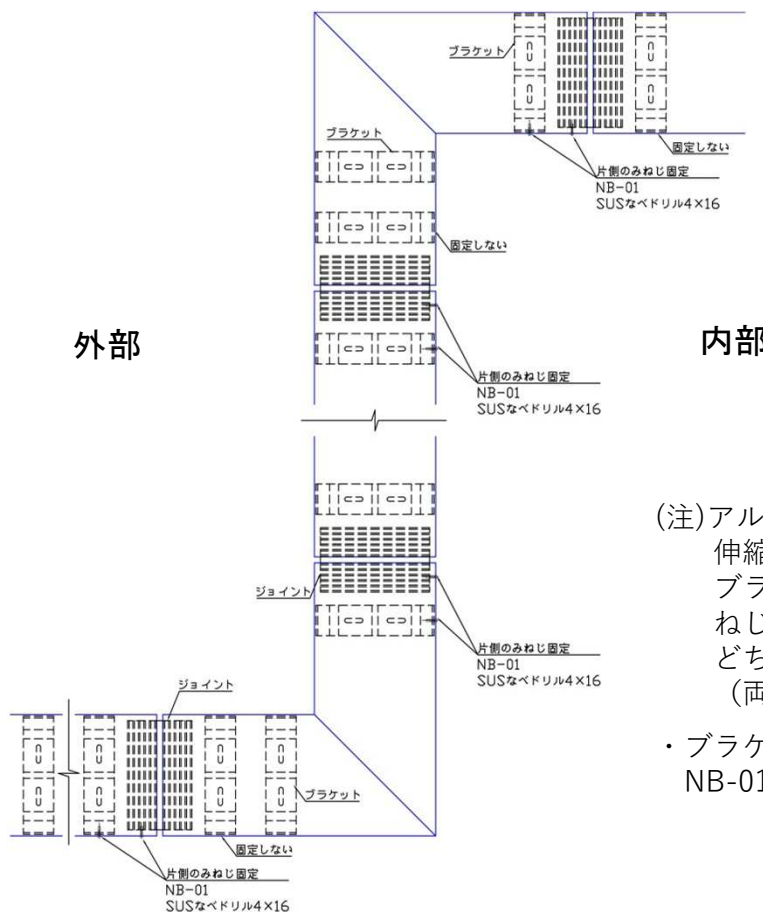 ブラケット
固定しない
片側のみねじ固定
NB-01
SUSなベドリル4×16
ブラケット
固定しない
外部
内部
片側のみねじ固定
NB-01
SUSなベドリル4×16
(注)アル
伸縮
ブラ
ねじ
どち
（両
ジョイント
片側のみねじ固定
NB-01
SUSなベドリル4×16
ジョイント
・ブラケ
NB-01
ブラケット
固定しない
片側のみねじ固定
NB-01
SUSなベドリル4×16